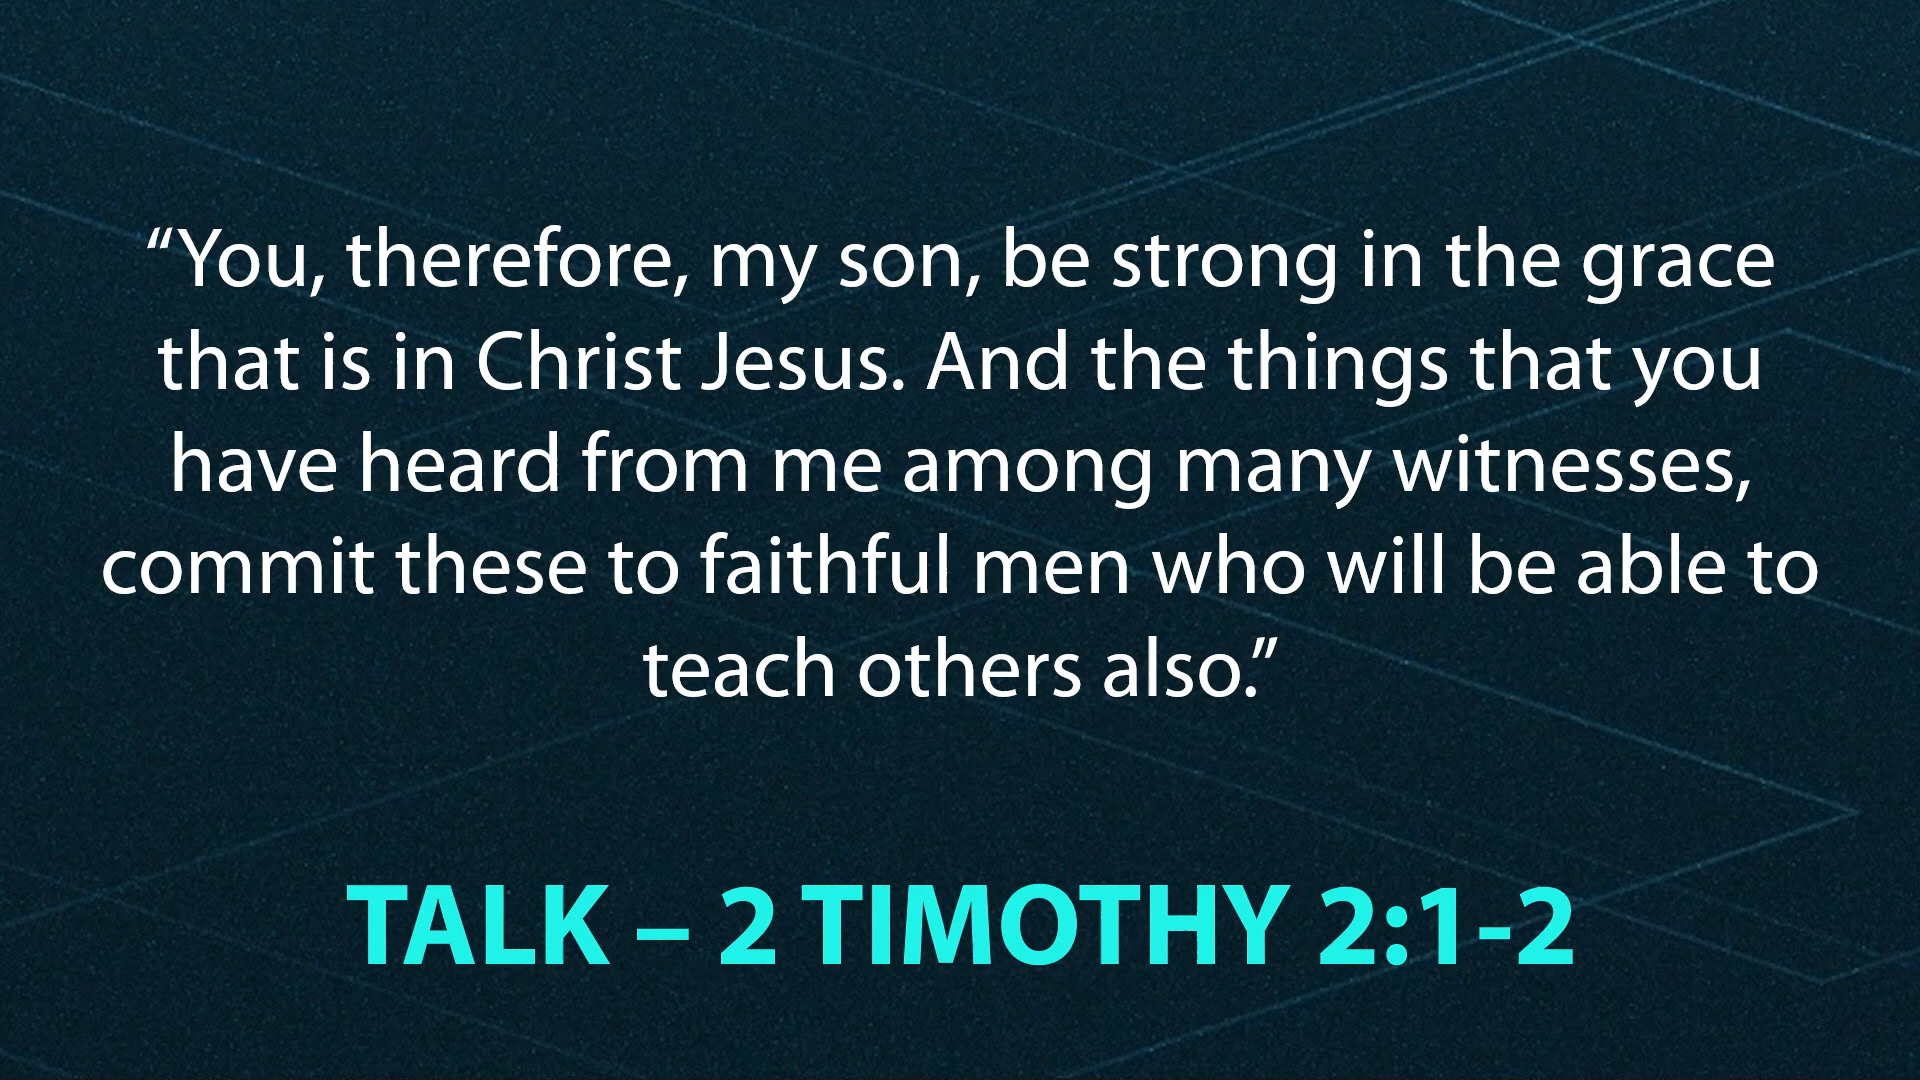 “You, therefore, my son, be strong in the grace
that is in Christ Jesus. And the things that you
have heard from me among many witnesses,
commit these to faithful men who will be able to
teach others also.”
TALK – 2 TIMOTHY 2:1-2